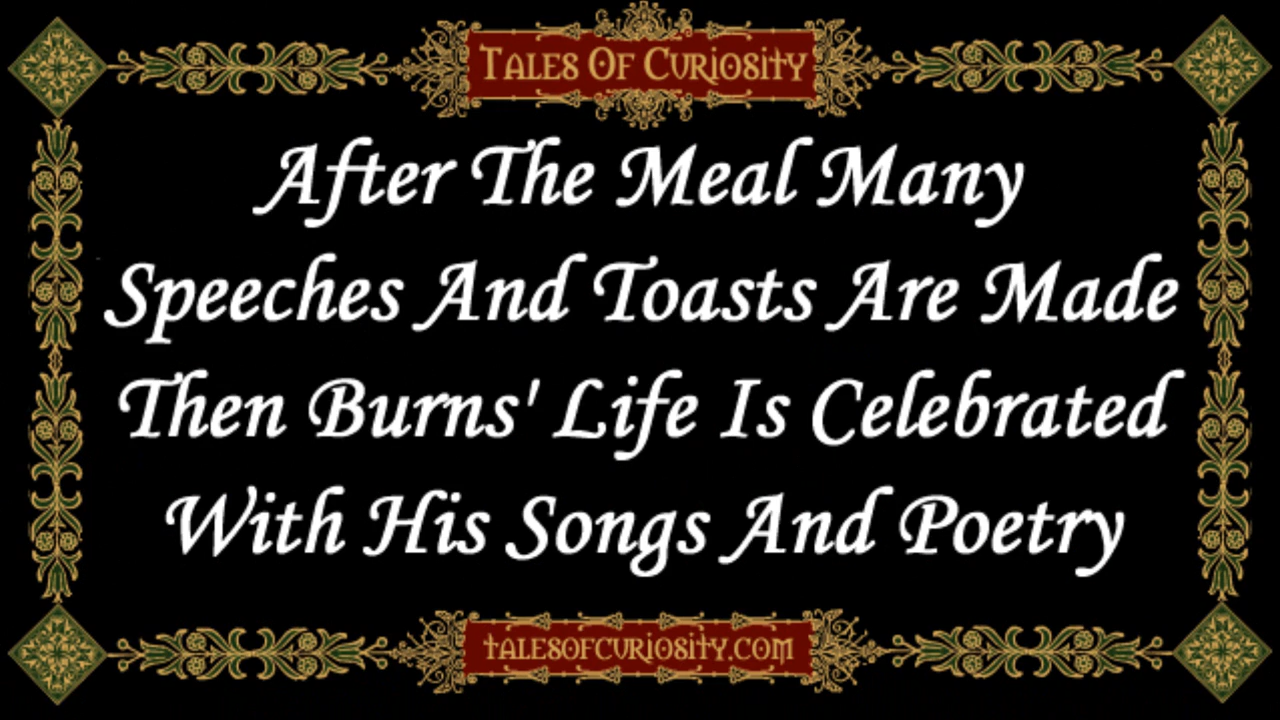 Tales Of Curiosity
After The Meal Many
Speeches And Toasts Are Made
Then Burns' Life Is Celebrated
With His Songs And Poetry
talesofcuriosity.com